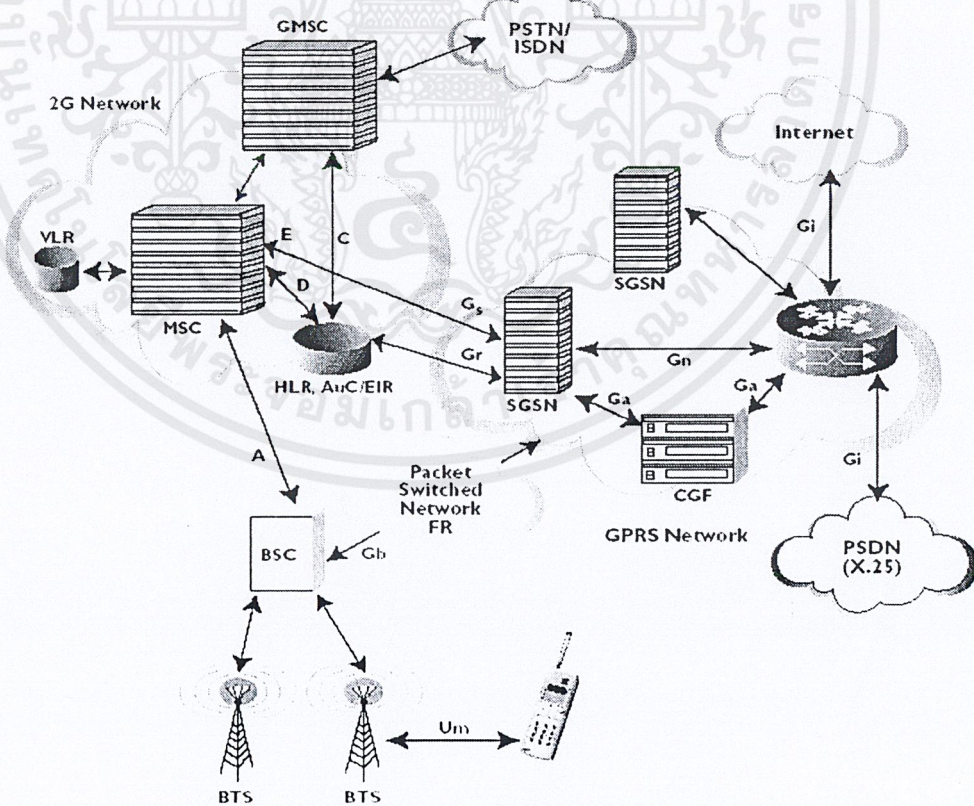 GMSC
PSTN/
ISDN
2G Network
Internet
VLR
E
C
Gi
D
SGSN
MSC
Gs
Gr
Gn
HLR, AuC/EIR
SGSN
Ga
Ga
A
Packet
Switched
Network
FR
CGF
Gi
GPRS Network
BSC
Gb
PSDN
(X.25)
Um
BTS
BTS